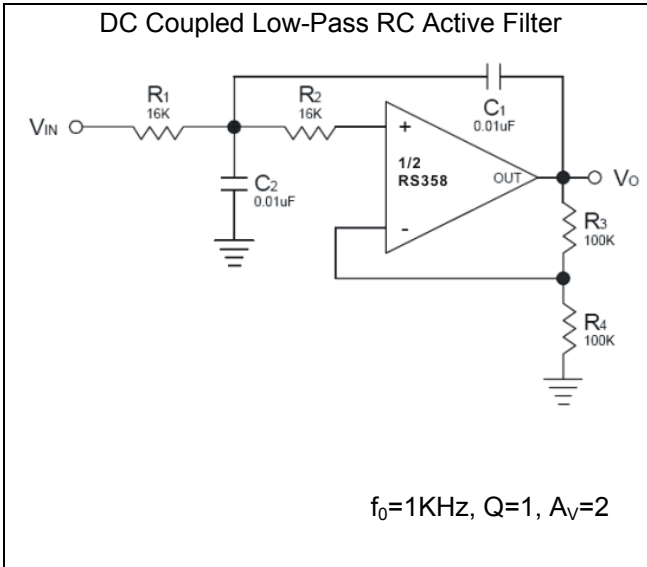 DC Coupled Low-Pass RC Active Filter
R1
16K
R2
16K
C1
0.01uF
VIN
+
1/2
RS358
OUT
VO
C2
0.01uF
-
R3
100K
R4
100K
f0=1KHz, Q=1, AV=2